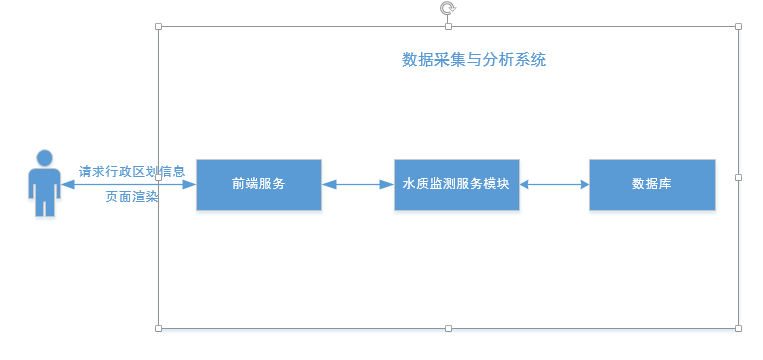 数据采集与分析系统
请求行政区划信息
页面渲染
前端服务
水质监测服务模块
数据库